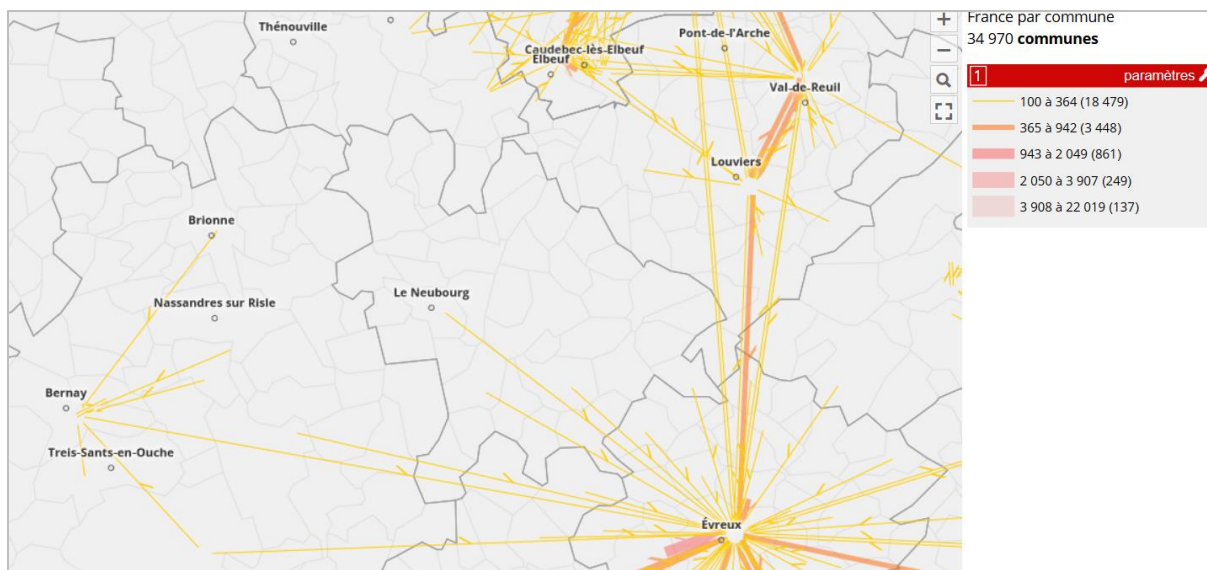 Thénouville
Caudebec-lès-Elbeuf
Elbeuf
Pont-de-l'Arche
Val-de-Reuil
Louviers
Brionne
Nassandres sur Risle
Le Neubourg
Bernay
Treis-Sants-en-Ouche
Évreux
+
−
France par commune
34 970 communes
1 paramètres
100 à 364 (18 479)
365 à 942 (3 448)
943 à 2 049 (861)
2 050 à 3 907 (249)
3 908 à 22 019 (137)